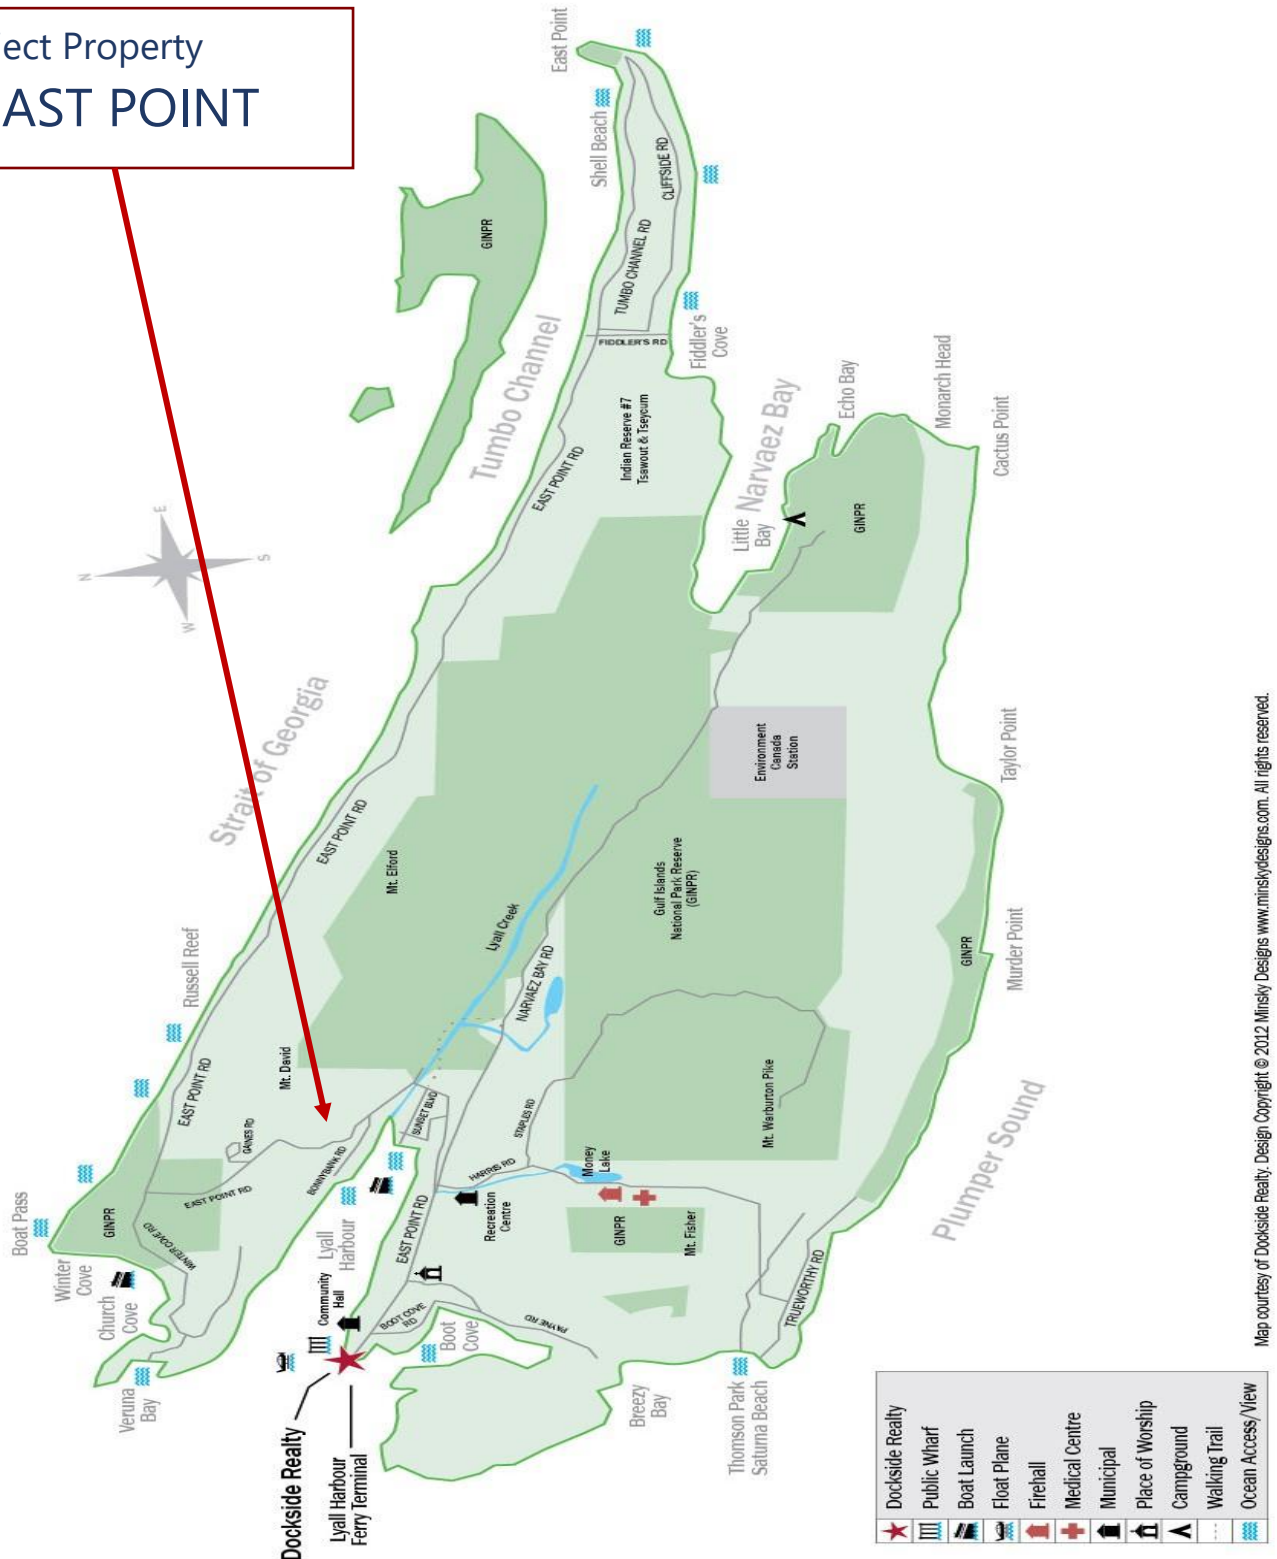 ect Property
AST POINT
East Point
Shell Beach
CLIFFSIDE RD
TUMBO CHANNEL RD
GINPR
Tumbo Channel
FIDDLER'S RD
Fiddler's
Cove
Indian Reserve #7
Tsawout & Tseycum
EAST POINT RD
Little
Bay
Narvaez Bay
Echo Bay
Monarch Head
Cactus Point
GINPR
N
E
S
W
Strait of Georgia
EAST POINT RD
Mt. Elford
Environment
Canada
Station
Taylor Point
Gulf Islands
National Park Reserve
(GINPR)
Lyall Creek
NARVAEZ BAY RD
GINPR
Murder Point
Russell Reef
EAST POINT RD
Mt. David
GAINES RD
BONNYBANK RD
SUNSET BLVD
STAPLES RD
Mt. Warburton Pike
Plumper Sound
Boat Pass
Winter
Cove
GINPR
EAST POINT RD
WINTER COVE RD
Church
Cove
Veruna
Bay
Lyall
Harbour
Community
Hall
EAST POINT RD
HARRIS RD
Recreation
Centre
Money
Lake
GINPR
Mt. Fisher
BOOT COVE
RD
Boot
Cove
PAYNE RD
TRUEWORTHY RD
Breezy
Bay
Thomson Park
Saturna Beach
Dockside Realty
Lyall Harbour
Ferry Terminal
Dockside Realty
Public Wharf
Boat Launch
Float Plane
Firehall
Medical Centre
Municipal
Place of Worship
Campground
Walking Trail
Ocean Access/View
Map courtesy of Dockside Realty. Design Copyright © 2012 Minsky Designs www.minskydesigns.com. All rights reserved.